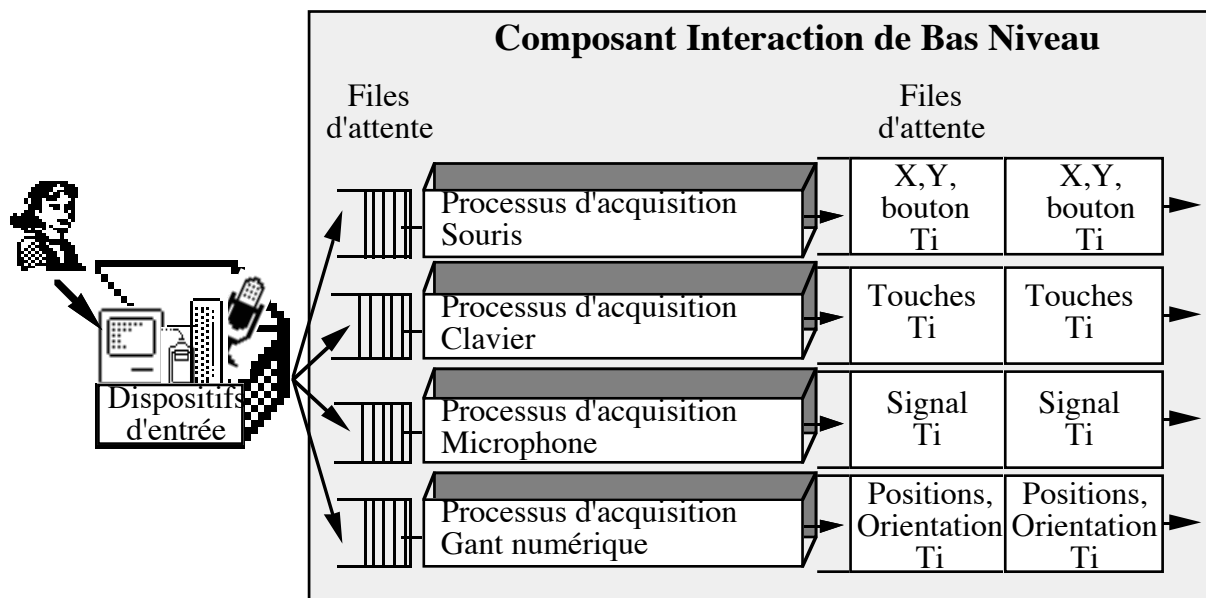 Composant Interaction de Bas Niveau
Files
d'attente
Files
d'attente
Dispositifs
d'entrée
Processus d'acquisition
Souris
X,Y,
bouton
Ti
X,Y,
bouton
Ti
Processus d'acquisition
Clavier
Touches
Ti
Touches
Ti
Processus d'acquisition
Microphone
Signal
Ti
Signal
Ti
Processus d'acquisition
Gant numérique
Positions,
Orientation
Ti
Positions,
Orientation
Ti